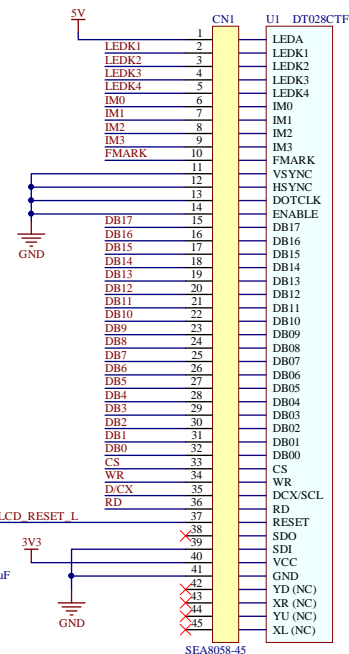 5V
CN1 U1 DT028CTF
1 LEDA
LEDK1 2 LEDK1
LEDK2 3 LEDK2
LEDK3 4 LEDK3
LEDK4 5 LEDK4
IM0 6 IM0
IM1 7 IM1
IM2 8 IM2
IM3 9 IM3
FMARK 10 FMARK
11 VSYNC
12 HSYNC
13 DOTCLK
14 ENABLE
DB17 15 DB17
DB16 16 DB16
GND
DB15 17 DB15
DB14 18 DB14
DB13 19 DB13
DB12 20 DB12
DB11 21 DB11
DB10 22 DB10
DB9 23 DB09
DB8 24 DB08
DB7 25 DB07
DB6 26 DB06
DB5 27 DB05
DB4 28 DB04
DB3 29 DB03
DB2 30 DB02
DB1 31 DB01
DB0 32 DB00
CS 33 CS
WR 34 WR
D/CX 35 DCX/SCL
RD 36 RD
LCD_RESET_L 37 RESET
38 SDO
3V3 39 SDI
40 VCC
uF 41 GND
42 YD (NC)
43 XR (NC)
44 YU (NC)
GND
45 XL (NC)
SEA8058-45